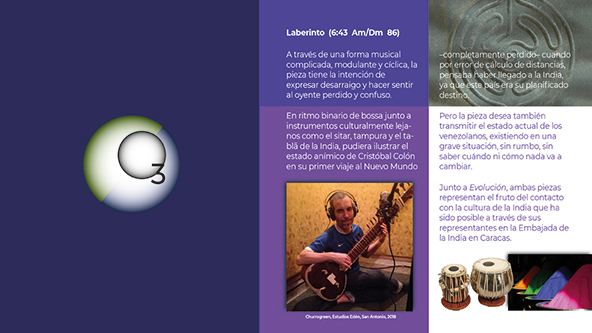 O
3
Laberinto (6:43 Am/Dm 86)
A través de una forma musical
complicada, modulante y cíclica, la
pieza tiene la intención de
expresar desarraigo y hacer sentir
al oyente perdido y confuso.
En ritmo binario de bossa junto a
instrumentos culturalmente leja-
nos como el sitar, tampura y el ta-
blā de la India, pudiera ilustrar el
estado anímico de Cristóbal Colón
en su primer viaje al Nuevo Mundo
Churrogreen, Estudios Edén, San Antonio, 2018
–completamente perdido– cuando
por error de cálculo de distancias,
pensaba haber llegado a la India,
ya que este país era su planificado
destino.
Pero la pieza desea también
transmitir el estado actual de los
venezolanos, existiendo en una
grave situación, sin rumbo, sin
saber cuándo ni cómo nada va a
cambiar.
Junto a Evolución, ambas piezas
representan el fruto del contacto
con la cultura de la India que ha
sido posible a través de sus
representantes en la Embajada de
la India en Caracas.